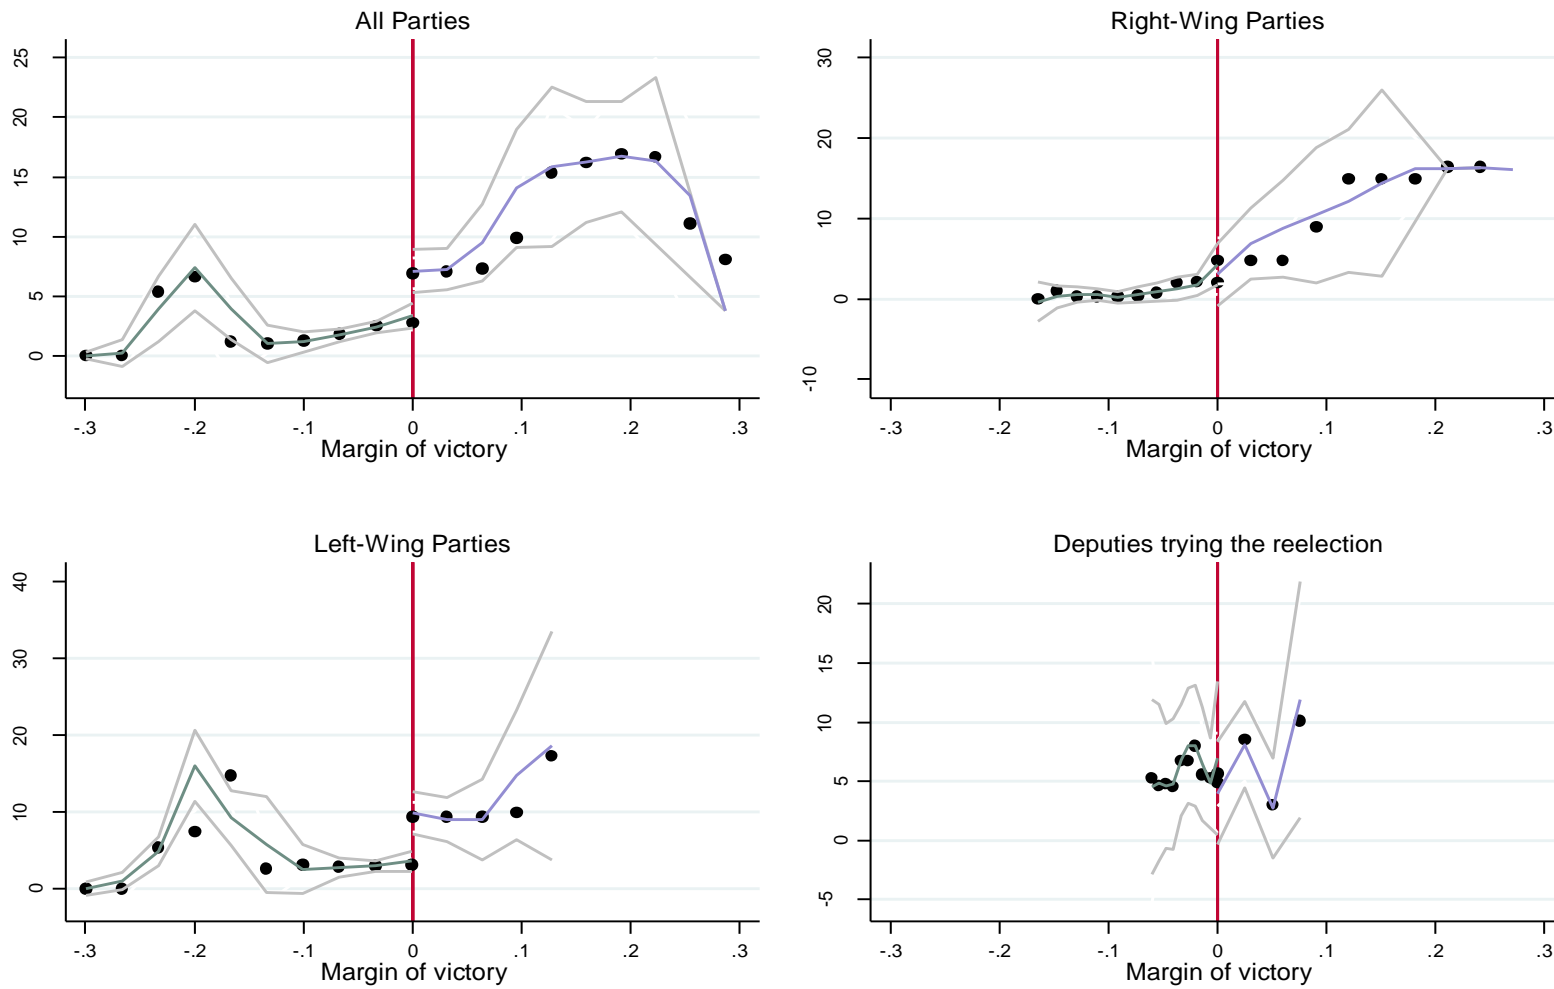 All Parties
25
20
15
10
5
0
-.3 -.2 -.1 0 .1 .2 .3
Margin of victory
Right-Wing Parties
30
20
10
0
-10
-.3 -.2 -.1 0 .1 .2 .3
Margin of victory
Left-Wing Parties
40
30
20
10
0
-.3 -.2 -.1 0 .1 .2 .3
Margin of victory
Deputies trying the reelection
20
15
10
5
0
-5
-.3 -.2 -.1 0 .1 .2 .3
Margin of victory